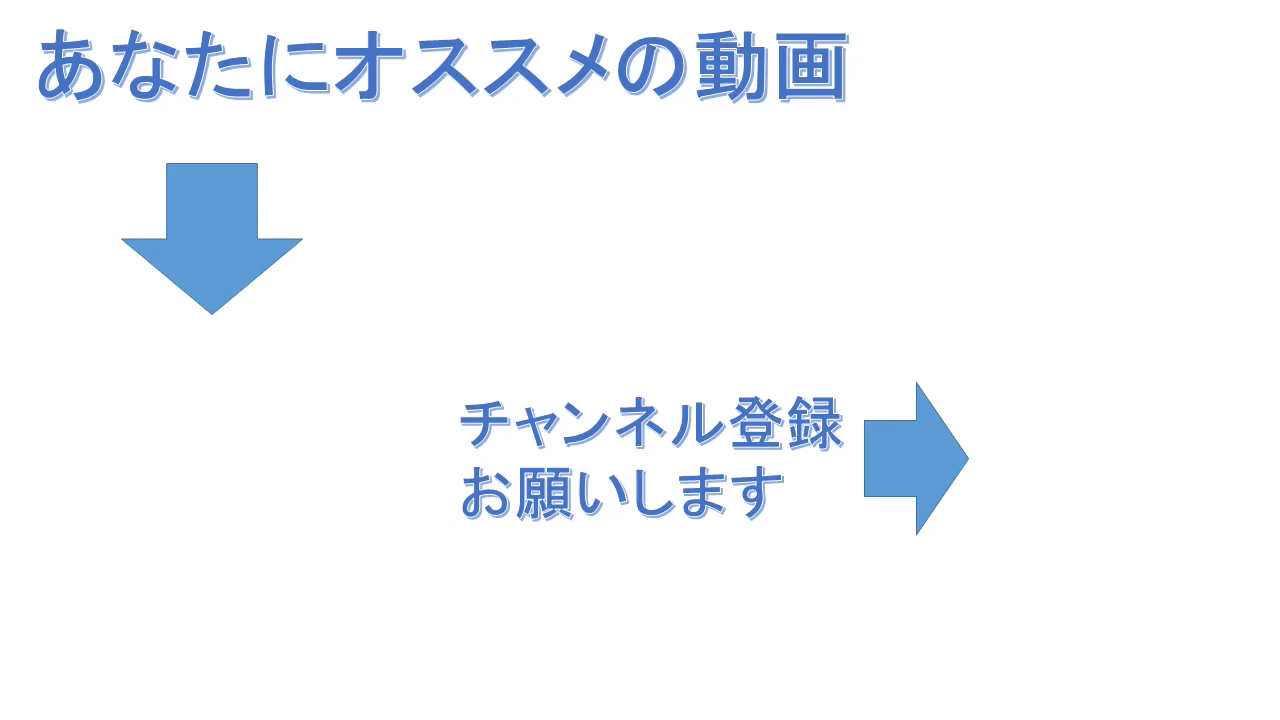 あなたにオススメの動画
チャンネル登録
お願いします